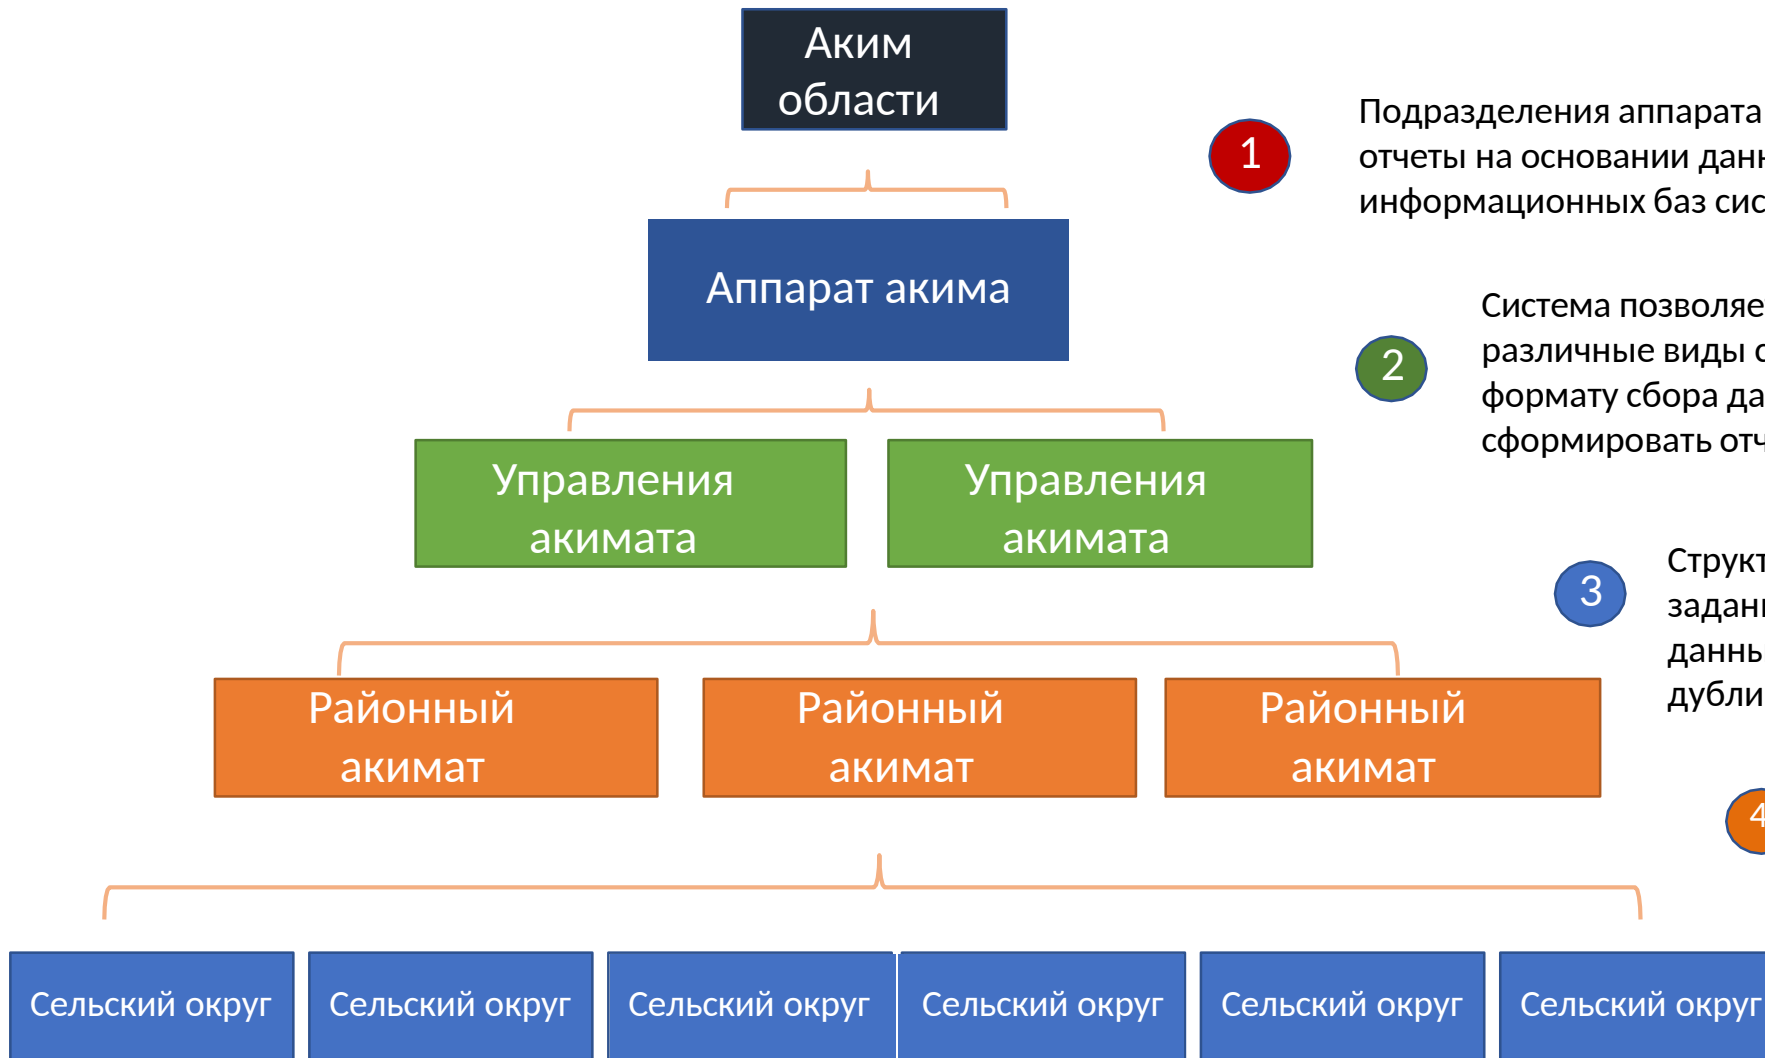 Аким
области
1
Подразделения аппарата
отчеты на основании
информационных баз
Аппарат акима
2
Система
различные виды
формату сбора
сформировать
Управления
акимата
Управления
акимата
3
Районный
акимат
Районный
акимат
Районный
акимат
4
Сельский округ
Сельский округ
Сельский округ
Сельский округ
Сельский округ
Сельский округ